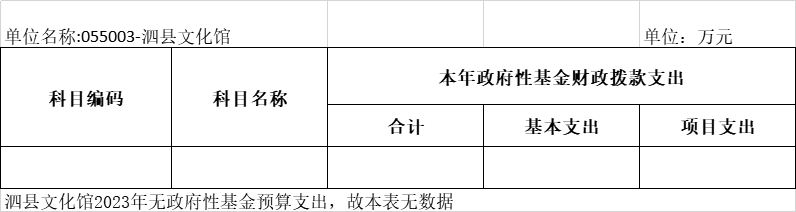 单位名称:055003-泗县文化馆 单位：万元
科目编码 科目名称 本年政府性基金财政拨款支出
合计 基本支出 项目支出
泗县文化馆2023年无政府性基金预算支出，故本表无数据